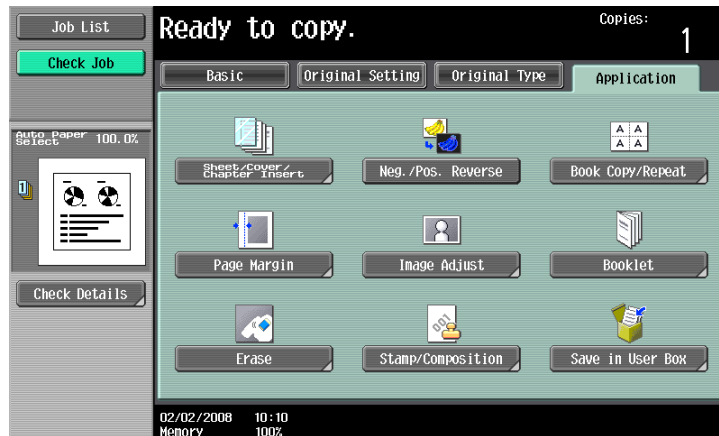 Job List
Check Job
Ready to copy.
Copies:
1
Basic
Original Setting
Original Type
Application
Auto Paper
Select
100.0%
1
Sheet/Cover/
Chapter Insert
Neg./Pos. Reverse
A A
A A
Book Copy/Repeat
Page Margin
Image Adjust
Booklet
Check Details
001
Erase
Stamp/Composition
Save in User Box
02/02/2008 10:10
Memory 100%